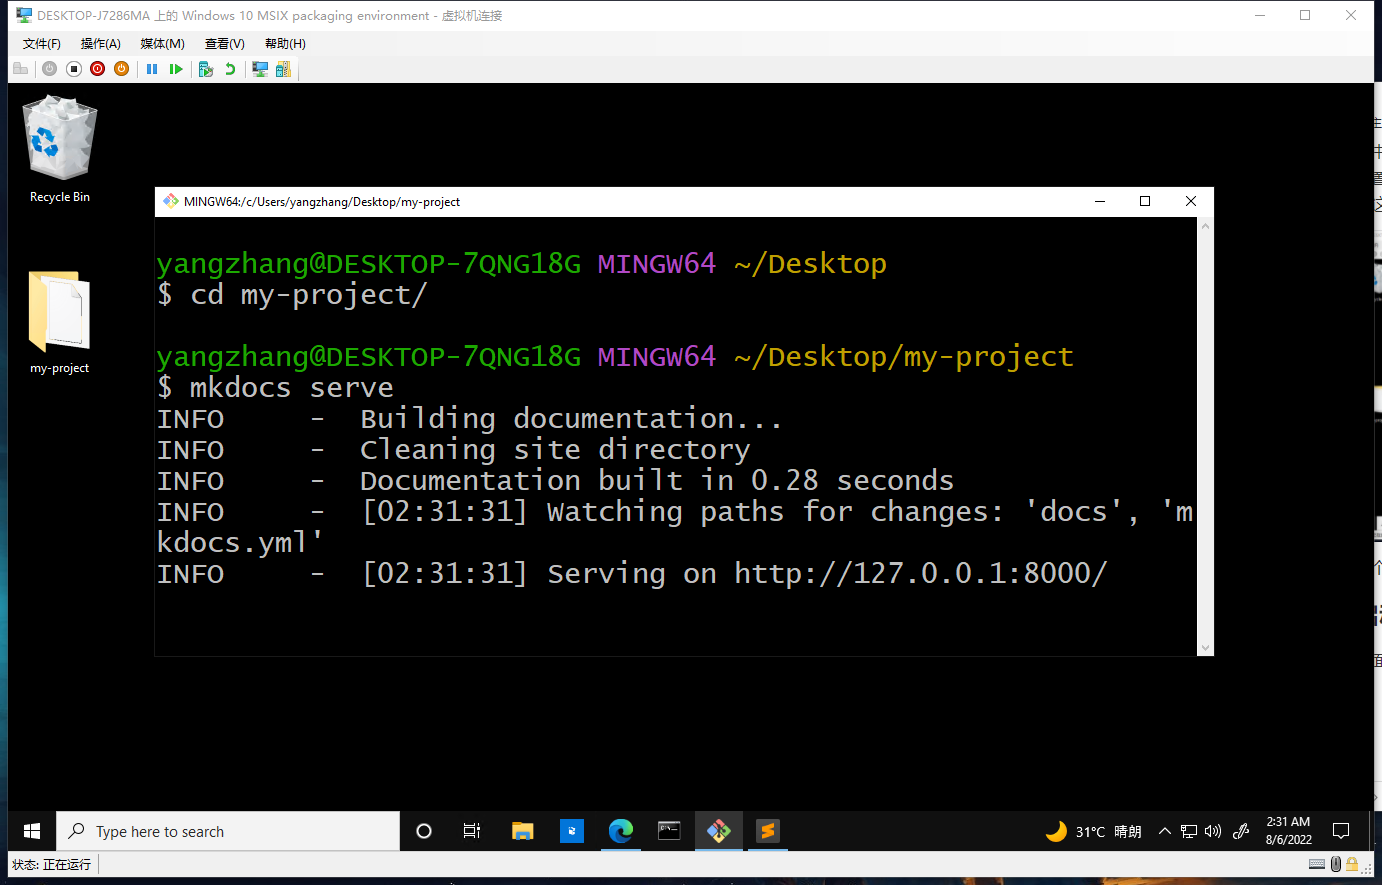 DESKTOP-J7286MA 上的 Windows 10 MSIX packaging environment - 虚拟机连接
文件(F) 操作(A) 媒体(M) 查看(V) 帮助(H)
Recycle Bin
my-project
MINGW64:/c/Users/yangzhang/Desktop/my-project
yangzhang@DESKTOP-7QNG18G MINGW64 ~/Desktop
$ cd my-project/
yangzhang@DESKTOP-7QNG18G MINGW64 ~/Desktop/my-project
$ mkdocs serve
INFO     -  Building documentation...
INFO     -  Cleaning site directory
INFO     -  Documentation built in 0.28 seconds
INFO     -  [02:31:31] Watching paths for changes: 'docs', 'm
kdocs.yml'
INFO     -  [02:31:31] Serving on http://127.0.0.1:8000/
Type here to search
31°C 晴朗
2:31 AM
8/6/2022
状态: 正在运行